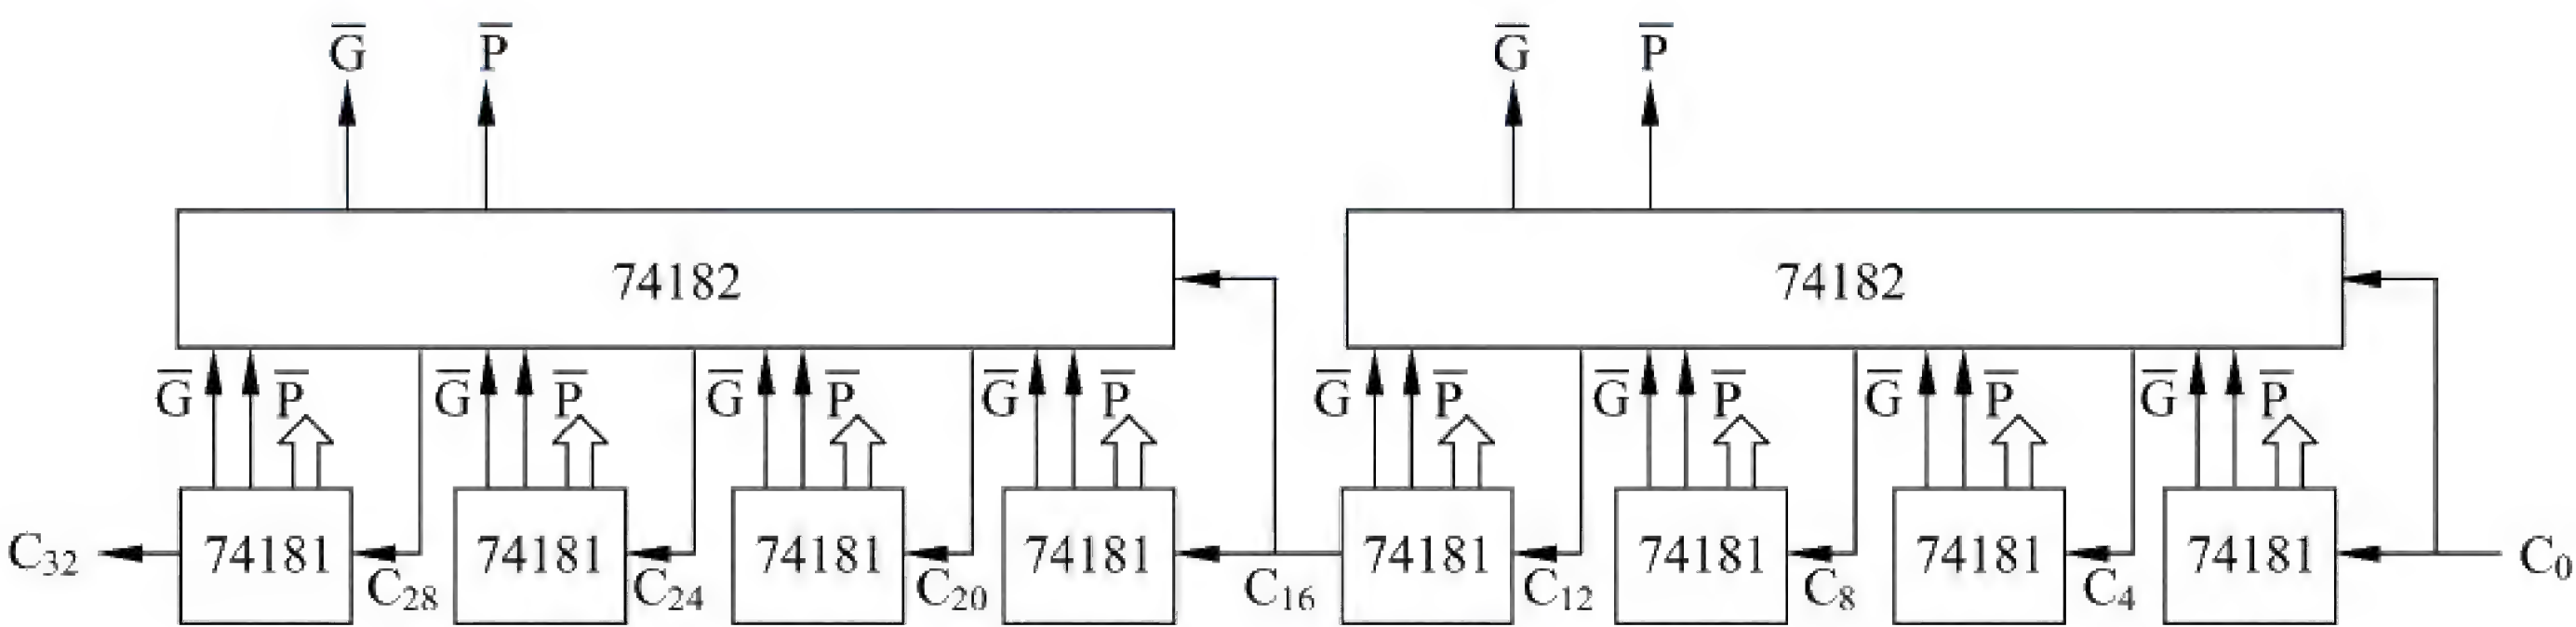 G̅ P̅ G̅ P̅
74182 74182
G̅ P̅ G̅ P̅ G̅ P̅ G̅ P̅ G̅ P̅ G̅ P̅ G̅ P̅ G̅ P̅
C₃₂ 74181 74181 74181 74181 74181 74181 74181 74181 C₀
C₂₈ C₂₄ C₂₀ C₁₆ C₁₂ C₈ C₄